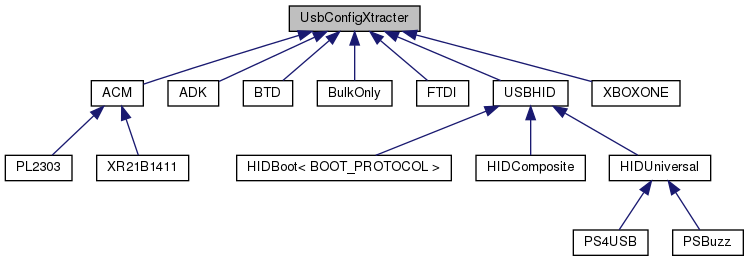 UsbConfigXtracter
ACM
ADK
BTD
BulkOnly
FTDI
USBHID
XBOXONE
PL2303
XR21B1411
HIDBoot< BOOT_PROTOCOL >
HIDComposite
HIDUniversal
PS4USB
PSBuzz